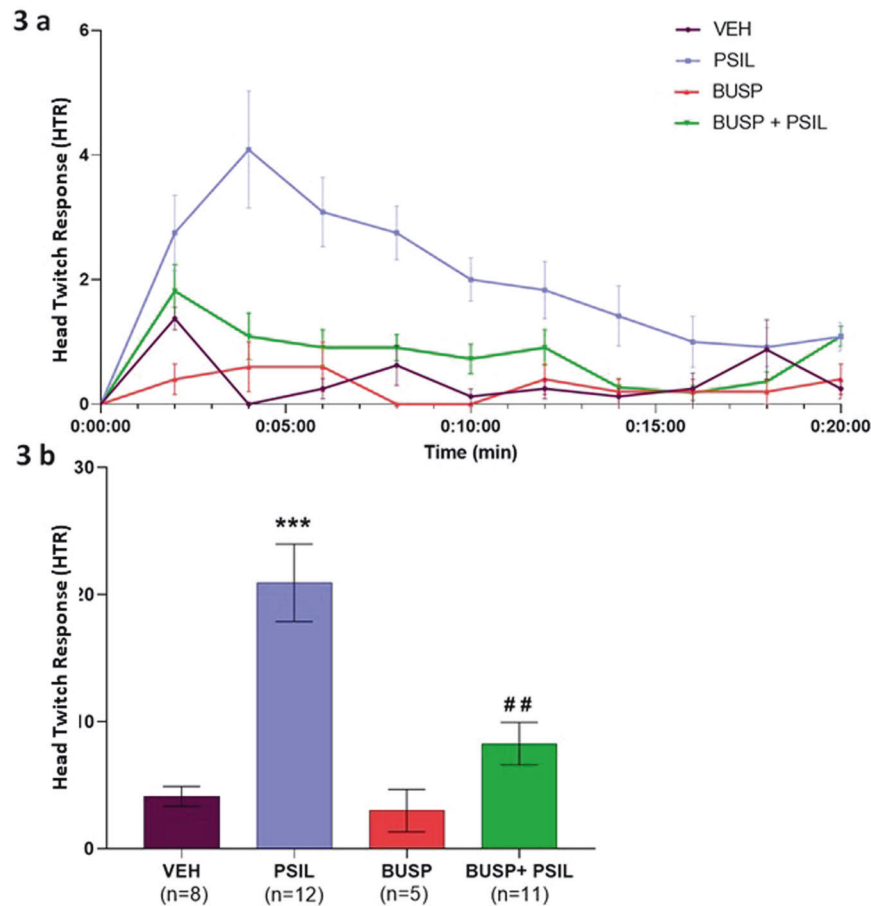 3 a
6
4
2
0
Head Twitch Response (HTR)
VEH
PSIL
BUSP
BUSP + PSIL
0:00:00 0:05:00 0:10:00 0:15:00 0:20:00
Time (min)
3 b
30
20
10
0
Head Twitch Response (HTR)
***
##
VEH PSIL BUSP BUSP+ PSIL
(n=8) (n=12) (n=5) (n=11)